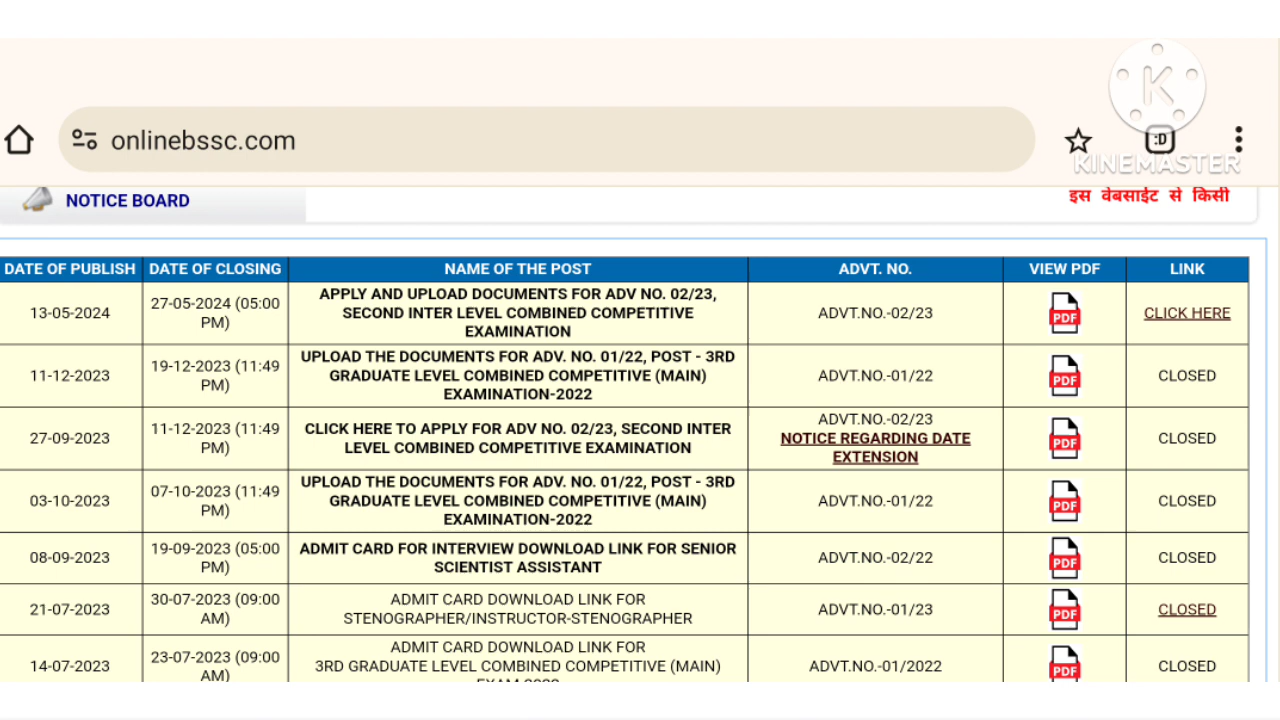 onlinebssc.com
:D
K
KINEMASTER
NOTICE BOARD
इस वेबसाईट से किसी
DATE OF PUBLISH DATE OF CLOSING NAME OF THE POST ADVT. NO. VIEW PDF LINK
13-05-2024
27-05-2024 (05:00
PM)
APPLY AND UPLOAD DOCUMENTS FOR ADV NO. 02/23,
SECOND INTER LEVEL COMBINED COMPETITIVE
EXAMINATION
ADVT.NO.-02/23
PDF
CLICK HERE
11-12-2023
19-12-2023 (11:49
PM)
UPLOAD THE DOCUMENTS FOR ADV. NO. 01/22, POST - 3RD
GRADUATE LEVEL COMBINED COMPETITIVE (MAIN)
EXAMINATION-2022
ADVT.NO.-01/22
PDF
CLOSED
27-09-2023
11-12-2023 (11:49
PM)
CLICK HERE TO APPLY FOR ADV NO. 02/23, SECOND INTER
LEVEL COMBINED COMPETITIVE EXAMINATION
ADVT.NO.-02/23
NOTICE REGARDING DATE
EXTENSION
PDF
CLOSED
03-10-2023
07-10-2023 (11:49
PM)
UPLOAD THE DOCUMENTS FOR ADV. NO. 01/22, POST - 3RD
GRADUATE LEVEL COMBINED COMPETITIVE (MAIN)
EXAMINATION-2022
ADVT.NO.-01/22
PDF
CLOSED
08-09-2023
19-09-2023 (05:00
PM)
ADMIT CARD FOR INTERVIEW DOWNLOAD LINK FOR SENIOR
SCIENTIST ASSISTANT
ADVT.NO.-02/22
PDF
CLOSED
21-07-2023
30-07-2023 (09:00
AM)
ADMIT CARD DOWNLOAD LINK FOR
STENOGRAPHER/INSTRUCTOR-STENOGRAPHER
ADVT.NO.-01/23
PDF
CLOSED
14-07-2023
23-07-2023 (09:00
AM)
ADMIT CARD DOWNLOAD LINK FOR
3RD GRADUATE LEVEL COMBINED COMPETITIVE (MAIN)
ADVT.NO.-01/2022
PDF
CLOSED